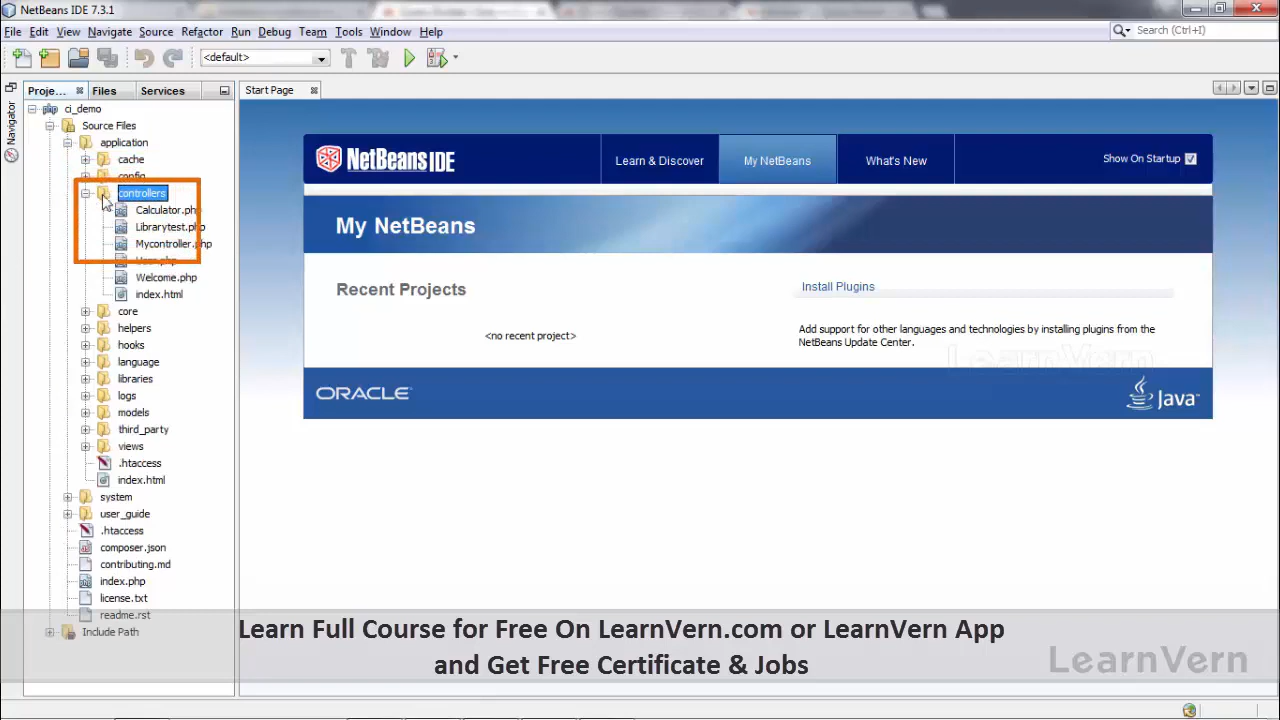 NetBeans IDE 7.3.1
File Edit View Navigate Source Refactor Run Debug Team Tools Window Help
Search (Ctrl+I)
<default>
Proje... Files Services
Start Page
Navigator
ci_demo
Source Files
application
cache
config
controllers
Calculator.php
Librarytest.php
Mycontroller.php
User.php
Welcome.php
index.html
core
helpers
hooks
language
libraries
logs
models
third_party
views
.htaccess
index.html
system
user_guide
.htaccess
composer.json
contributing.md
index.php
license.txt
readme.rst
Include Path
NetBeans IDE
Learn & Discover
My NetBeans
What's New
Show On Startup
My NetBeans
Recent Projects
<no recent project>
Install Plugins
Add support for other languages and technologies by installing plugins from the
NetBeans Update Center.
LearnVern
ORACLE
Java
Learn Full Course for Free On LearnVern.com or LearnVern App
and Get Free Certificate & Jobs
LearnVern